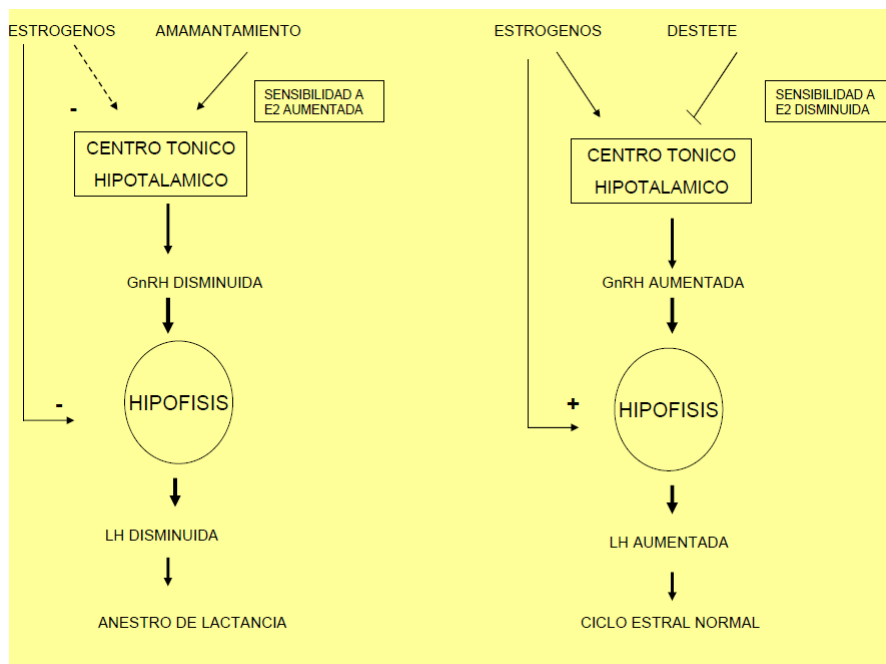 ESTROGENOS
AMAMANTAMIENTO
SENSIBILIDAD A
E2 AUMENTADA
-
CENTRO TONICO
HIPOTALAMICO
GnRH DISMINUIDA
-
HIPOFISIS
LH DISMINUIDA
ANESTRO DE LACTANCIA
ESTROGENOS
DESTETE
SENSIBILIDAD A
E2 DISMINUIDA
CENTRO TONICO
HIPOTALAMICO
GnRH AUMENTADA
+
HIPOFISIS
LH AUMENTADA
CICLO ESTRAL NORMAL